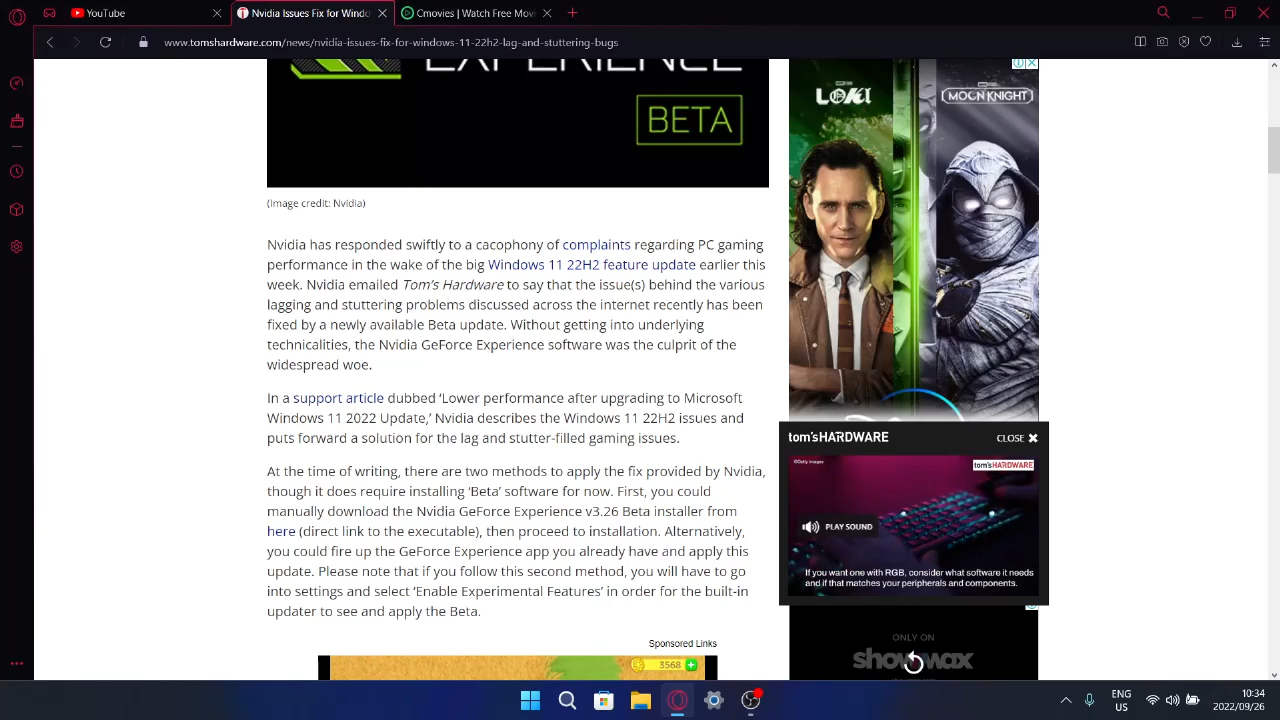 YouTube
Nvidia Issues Fix for Windows
Cmovies | Watch Free Movi
www.tomshardware.com/news/nvidia-issues-fix-for-windows-11-22h2-lag-and-stuttering-bugs
EXPERIENCE
BETA
(Image credit: Nvidia)
Nvidia has responded swiftly to a cacophony of complaints regarding PC gaming
performance in the wake of the big Windows 11 22H2 feature update earlier this
week. Nvidia emailed Tom's Hardware to say that the issue(s) behind the various
lagging and stuttering problems discussed across the internet recently has been
fixed by a newly available Beta update. Without getting into underlying
technicalities, the Nvidia GeForce Experience software was the culprit of the
widespread woe.
In a support article dubbed 'Lower performance after upgrading to Microsoft
Windows 11 2022 Update,' Nvidia describes the Windows 11 22H2 issues and
puts forward a solution for the lag and stutter-filled gaming issues.
At the time of writing, there are two methods to apply the fix provided by Nvidia,
though it does require installing 'Beta' software for now. First, you could
manually download the Nvidia GeForce Experience v3.26 Beta installer from
here (direct link to the executable), then proceed to installation. Alternatively,
you could fire up the GeForce Experience app you already have and apply this
update. Please note that if you follow this second method, you will have to go
into settings and select 'Enable Experimental Features' in order for the built-in
updater to see and apply the Beta.
Sponsored Links
3568
LOKI
MOON KNIGHT
tom'sHARDWARE
CLOSE
©Getty Images
tom'sHARDWARE
PLAY SOUND
If you want one with RGB, consider what software it needs
and if that matches your peripherals and components.
ONLY ON
showmax
ENG
US
10:34
2022/09/26